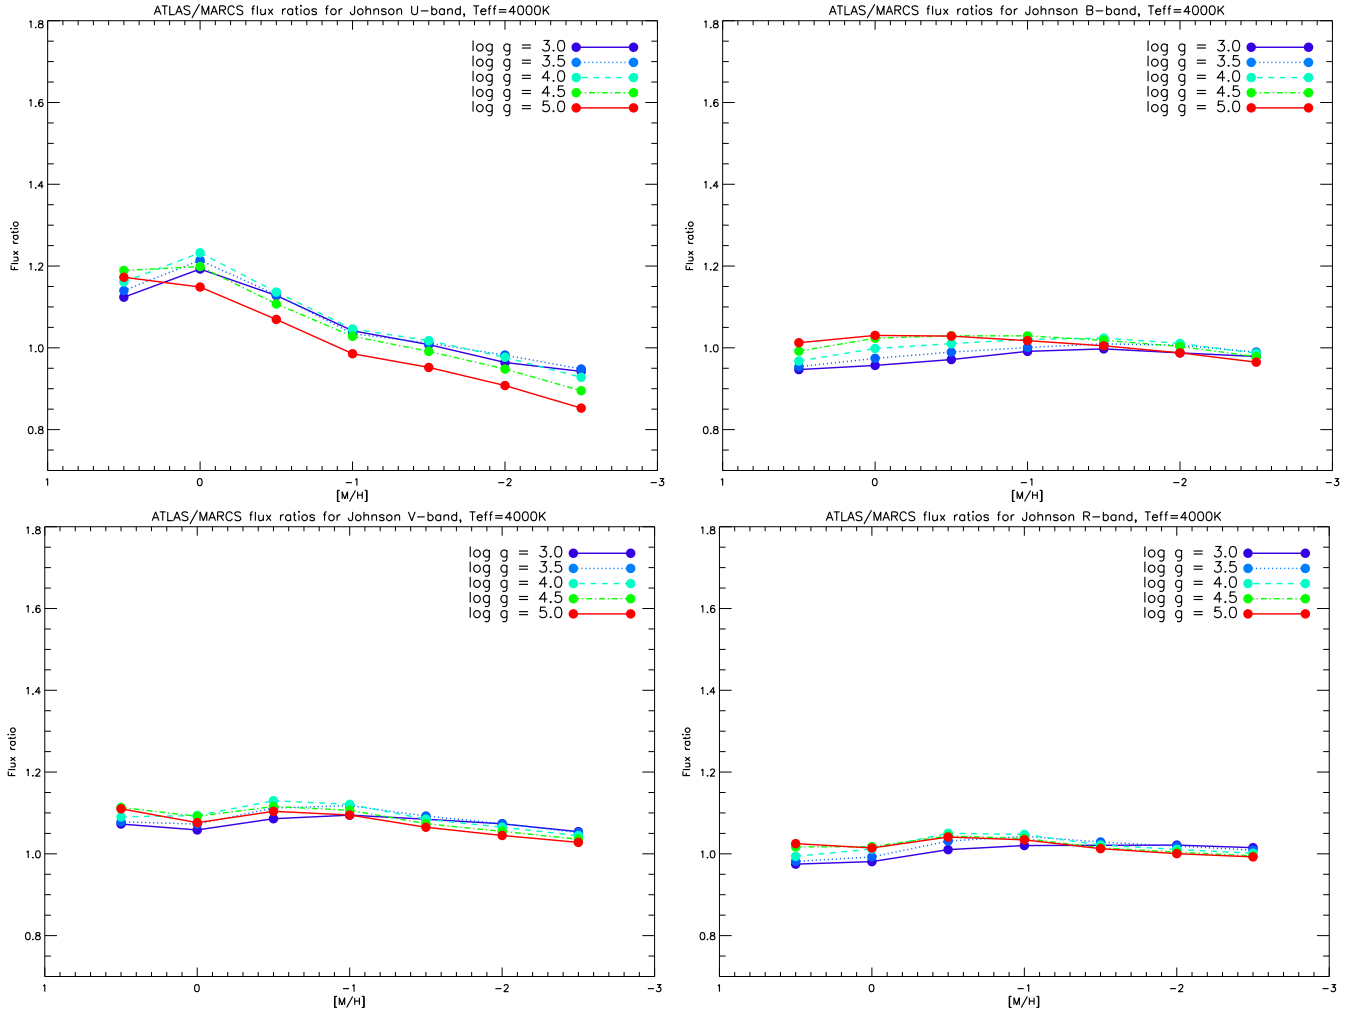 ATLAS/MARCS flux ratios for Johnson U-band, Teff=4000K
1.8
1.6
1.4
1.2
1.0
0.8
Flux ratio
log g = 3.0
log g = 3.5
log g = 4.0
log g = 4.5
log g = 5.0
1 0 -1 -2 -3
[M/H]
ATLAS/MARCS flux ratios for Johnson B-band, Teff=4000K
1.8
1.6
1.4
1.2
1.0
0.8
Flux ratio
log g = 3.0
log g = 3.5
log g = 4.0
log g = 4.5
log g = 5.0
1 0 -1 -2 -3
[M/H]
ATLAS/MARCS flux ratios for Johnson V-band, Teff=4000K
1.8
1.6
1.4
1.2
1.0
0.8
Flux ratio
log g = 3.0
log g = 3.5
log g = 4.0
log g = 4.5
log g = 5.0
1 0 -1 -2 -3
[M/H]
ATLAS/MARCS flux ratios for Johnson R-band, Teff=4000K
1.8
1.6
1.4
1.2
1.0
0.8
Flux ratio
log g = 3.0
log g = 3.5
log g = 4.0
log g = 4.5
log g = 5.0
1 0 -1 -2 -3
[M/H]